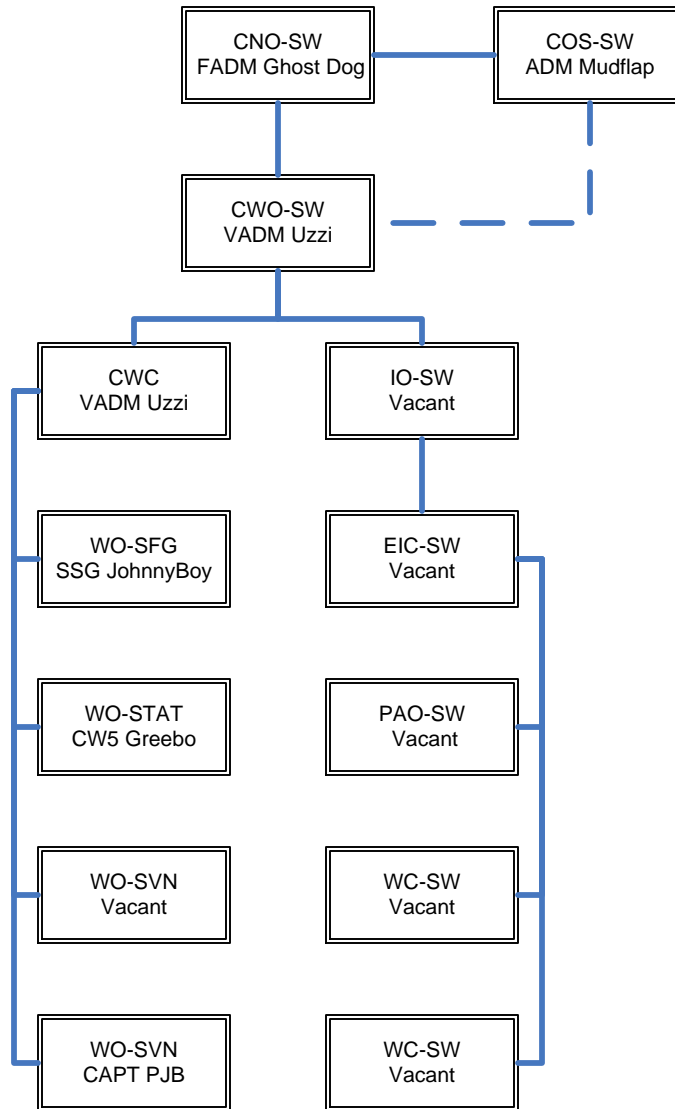 CNO-SW
FADM Ghost Dog
COS-SW
ADM Mudflap
CWO-SW
VADM Uzzi
CWC
VADM Uzzi
IO-SW
Vacant
WO-SFG
SSG JohnnyBoy
EIC-SW
Vacant
WO-STAT
CW5 Greebo
PAO-SW
Vacant
WO-SVN
Vacant
WC-SW
Vacant
WO-SVN
CAPT PJB
WC-SW
Vacant